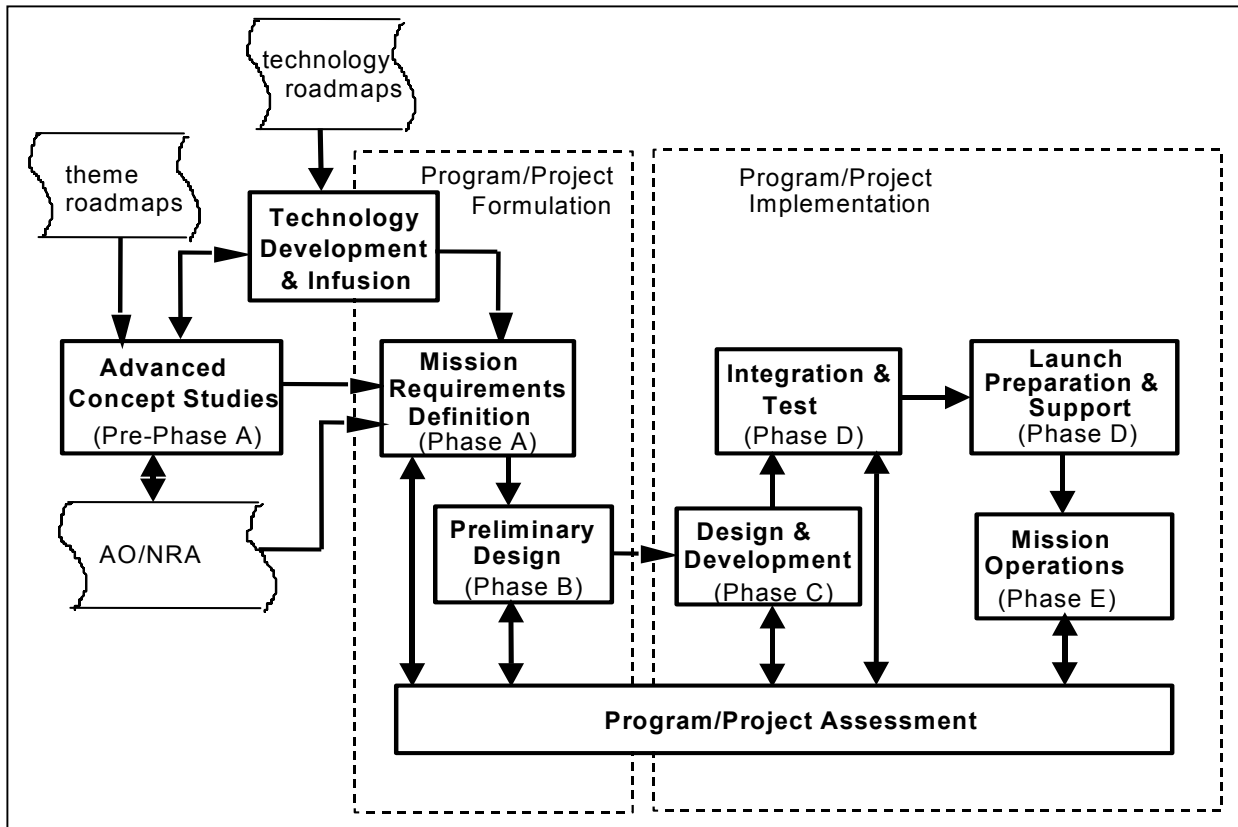 technology
roadmaps
theme
roadmaps
Program/Project
Formulation
Program/Project
Implementation
Technology
Development
& Infusion
Advanced
Concept Studies
(Pre-Phase A)
Mission
Requirements
Definition
(Phase A)
Integration &
Test
(Phase D)
Launch
Preparation &
Support
(Phase D)
AO/NRA
Preliminary
Design
(Phase B)
Design &
Development
(Phase C)
Mission
Operations
(Phase E)
Program/Project Assessment